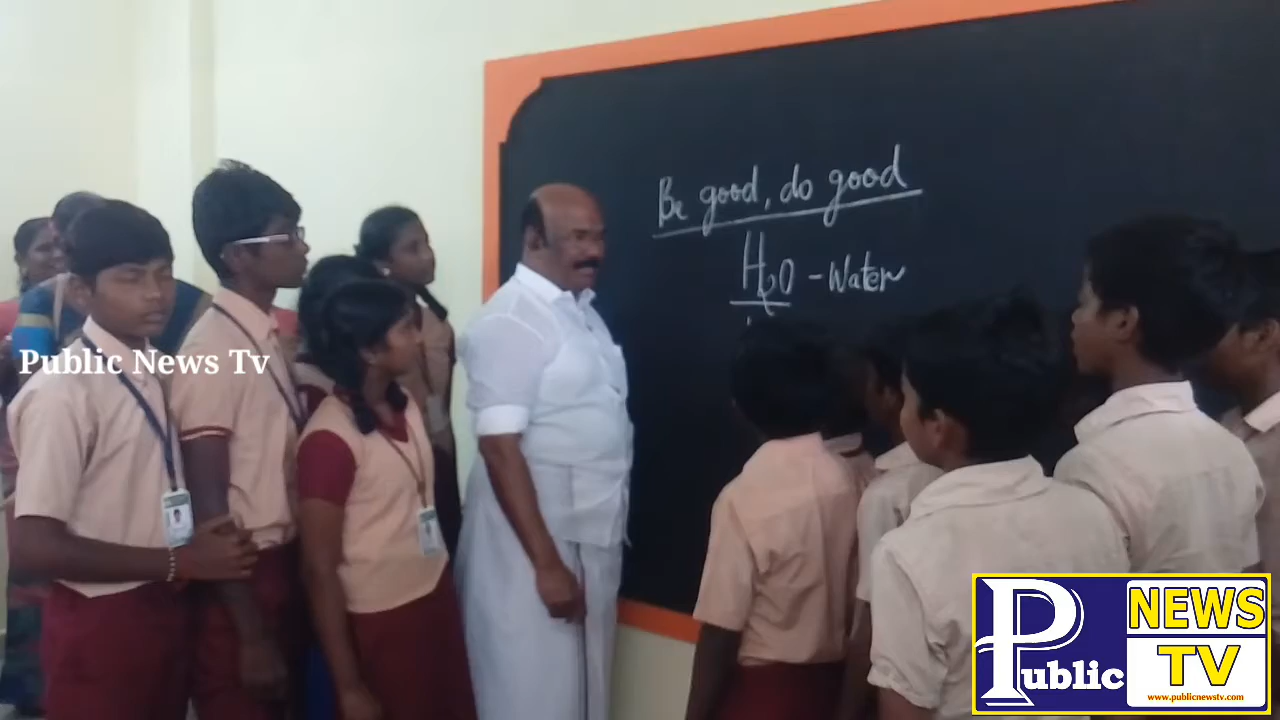 Be good, do good
H2O - Water
Public News Tv
Public
NEWS
TV
www.publicnewstv.com